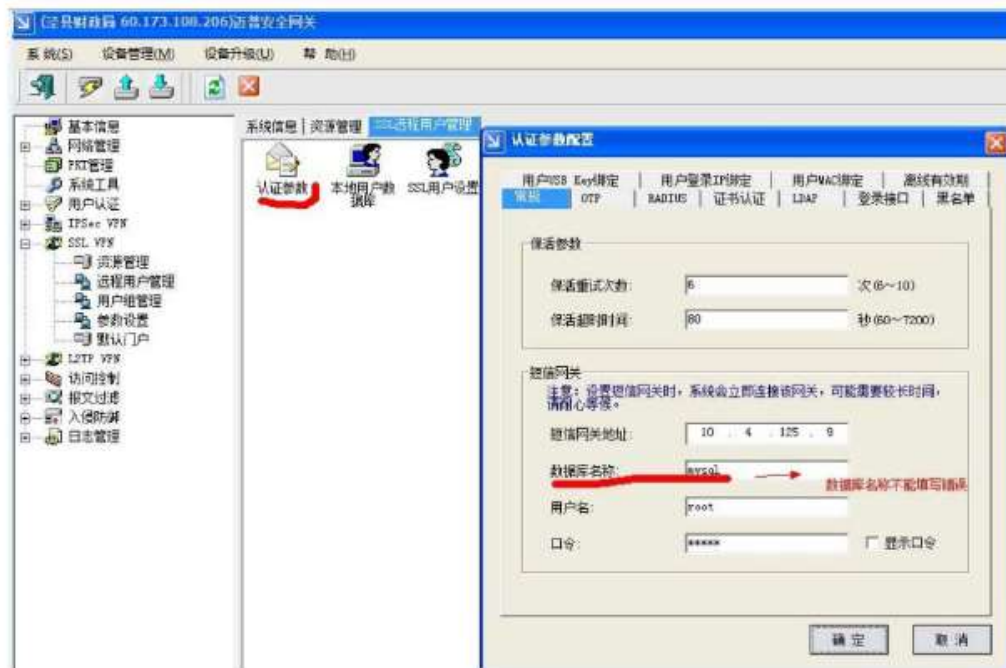 (泾县财政局 60.173.100.206)迈普安全网关
系统(S) 设备管理(M) 设备升级(U) 帮助(H)
基本信息
网络管理
PKI管理
系统工具
用户认证
IPSec VPN
SSL VPN
资源管理
远程用户管理
用户组管理
参数设置
默认门户
L2TP VPN
访问控制
报文过滤
入侵防御
日志管理
系统信息 资源管理 SSL远程用户管理
认证参数 本地用户数据库 SSL用户设置
认证参数配置
用户USB Key绑定 用户登录IP绑定 用户MAC绑定 离线有效期
常规 OTP RADIUS 证书认证 LDAP 登录接口 黑名单
保活参数
保活重试次数: 6 次(6~10)
保活超时时间: 80 秒(60~7200)
短信网关
注意:设置短信网关时,系统会立即连接该网关,可能需要较长时间,
请耐心等候。
短信网关地址: 10 . 4 .125 . 9
数据库名称: mysql
数据库名称不能填写错误
用户名: root
口令: ***** 显示口令
确定 取消